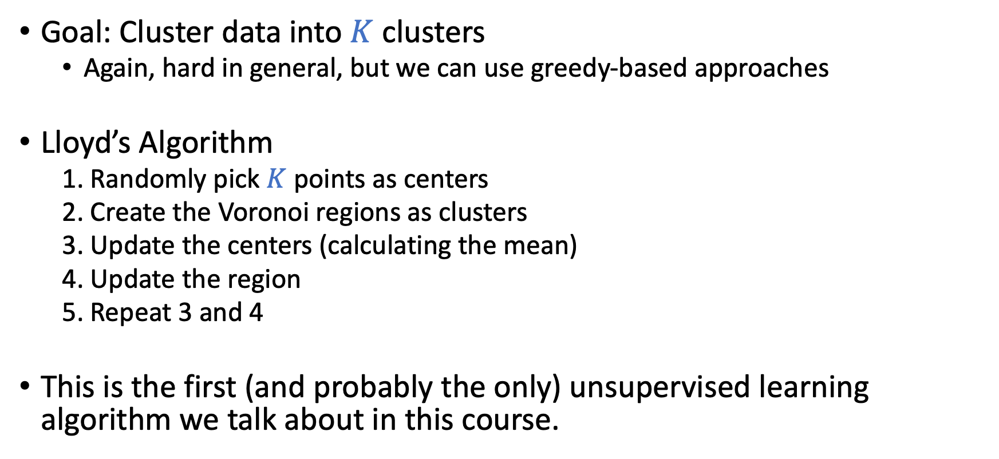 • Goal: Cluster data into K clusters
• Again, hard in general, but we can use greedy-based approaches
• Lloyd’s Algorithm
1. Randomly pick K points as centers
2. Create the Voronoi regions as clusters
3. Update the centers (calculating the mean)
4. Update the region
5. Repeat 3 and 4
• This is the first (and probably the only) unsupervised learning
algorithm we talk about in this course.